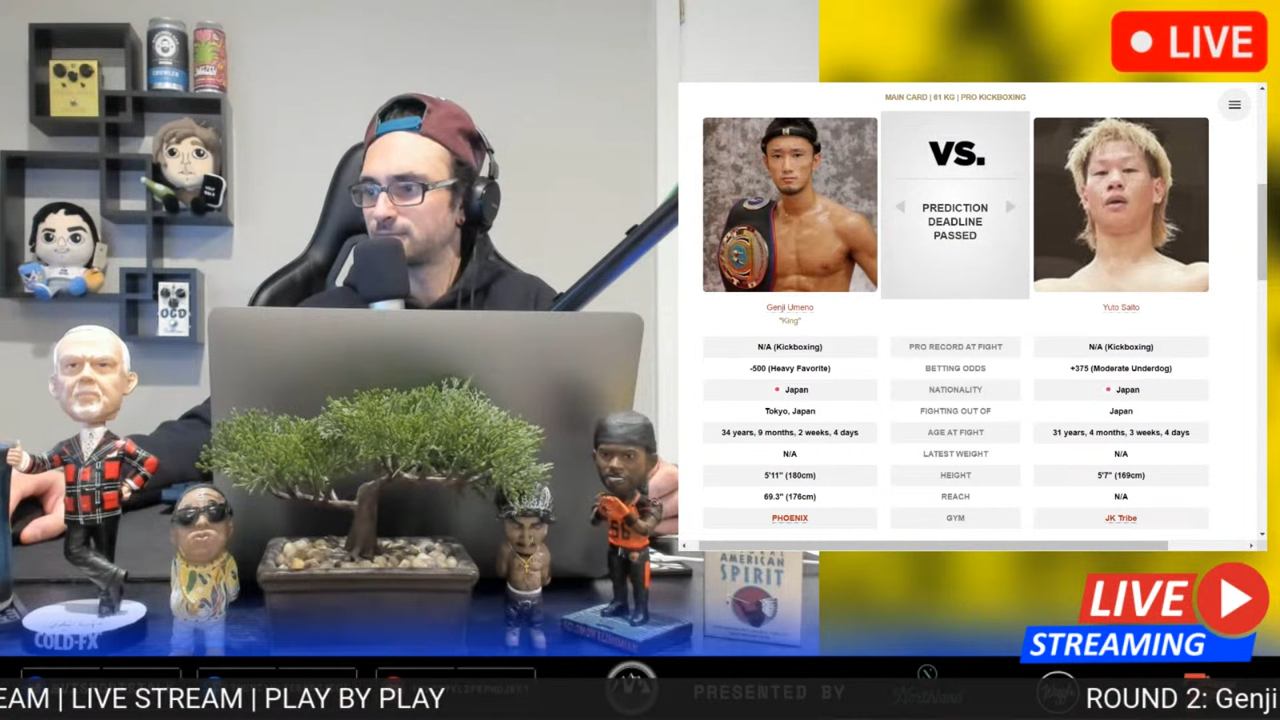 LIVE
MAIN CARD | 61 KG | PRO KICKBOXING
VS.
PREDICTION
DEADLINE
PASSED
Genji Umeno
"King"
Yuto Saito
N/A (Kickboxing)
PRO RECORD AT FIGHT
N/A (Kickboxing)
-500 (Heavy Favorite)
BETTING ODDS
+375 (Moderate Underdog)
Japan
NATIONALITY
Japan
Tokyo, Japan
FIGHTING OUT OF
Japan
34 years, 9 months, 2 weeks, 4 days
AGE AT FIGHT
31 years, 4 months, 3 weeks, 4 days
N/A
LATEST WEIGHT
N/A
5'11" (180cm)
HEIGHT
5'7" (169cm)
69.3" (176cm)
REACH
N/A
PHOENIX
GYM
JK Tribe
OCD
COLD-FX
AMERICAN
SPIRIT
LIVE
STREAMING
PRESENTED BY
Northland
EAM | LIVE STREAM | PLAY BY PLAY
ROUND 2: Genji